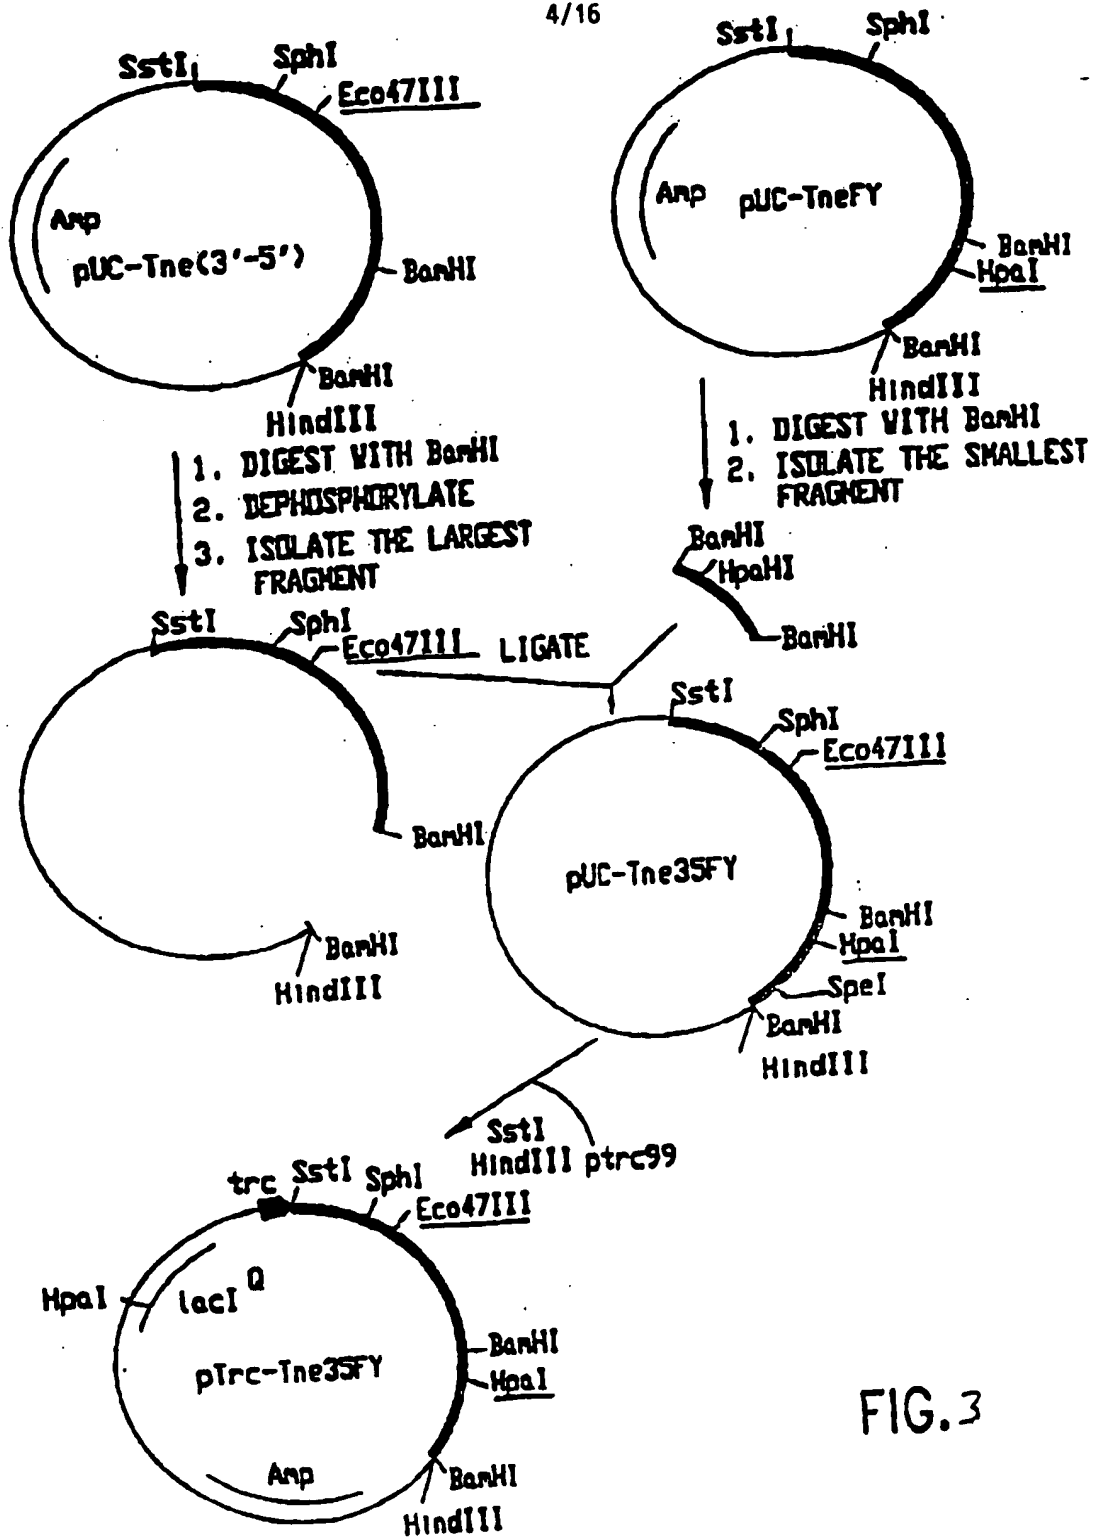 4/16
SstI
SphI
Eco47III
Amp
pUC-Tne(3'-5')
BamHI
BamHI
HindIII
SstI
SphI
Amp
pUC-TneFY
BamHI
HpaI
BamHI
HindIII
1. DIGEST WITH BamHI
2. DEPHOSPHORYLATE
3. ISOLATE THE LARGEST
FRAGMENT
1. DIGEST WITH BamHI
2. ISOLATE THE SMALLEST
FRAGMENT
BamHI
HpaHI
BamHI
SstI
SphI
Eco47III
LIGATE
BamHI
BamHI
HindIII
SstI
SphI
Eco47III
pUC-Tne35FY
BamHI
HpaI
SpeI
BamHI
HindIII
SstI
HindIII ptrc99
trc
SstI
SphI
Eco47III
HpaI
lacI Q
pTrc-Tne35FY
BamHI
HpaI
Amp
BamHI
HindIII
FIG.3